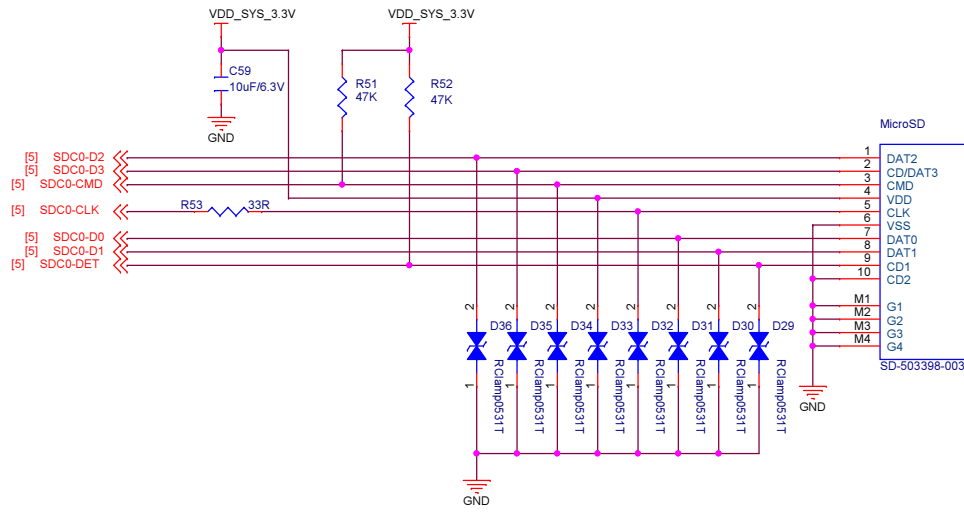 VDD_SYS_3.3V
VDD_SYS_3.3V
C59
10uF/6.3V
R51
47K
R52
47K
GND
MicroSD
[5] SDC0-D2
1
DAT2
[5] SDC0-D3
2
CD/DAT3
[5] SDC0-CMD
3
CMD
4
VDD
[5] SDC0-CLK
R53
33R
5
CLK
6
VSS
[5] SDC0-D0
7
DAT0
[5] SDC0-D1
8
DAT1
[5] SDC0-DET
9
CD1
10
CD2
M1
G1
M2
G2
M3
G3
M4
G4
SD-503398-003
2 2 2 2 2 2 2 2
D36 D35 D34 D33 D32 D31 D30 D29
RClamp0531T RClamp0531T RClamp0531T RClamp0531T RClamp0531T RClamp0531T RClamp0531T RClamp0531T
1 1 1 1 1 1 1 1
GND
GND